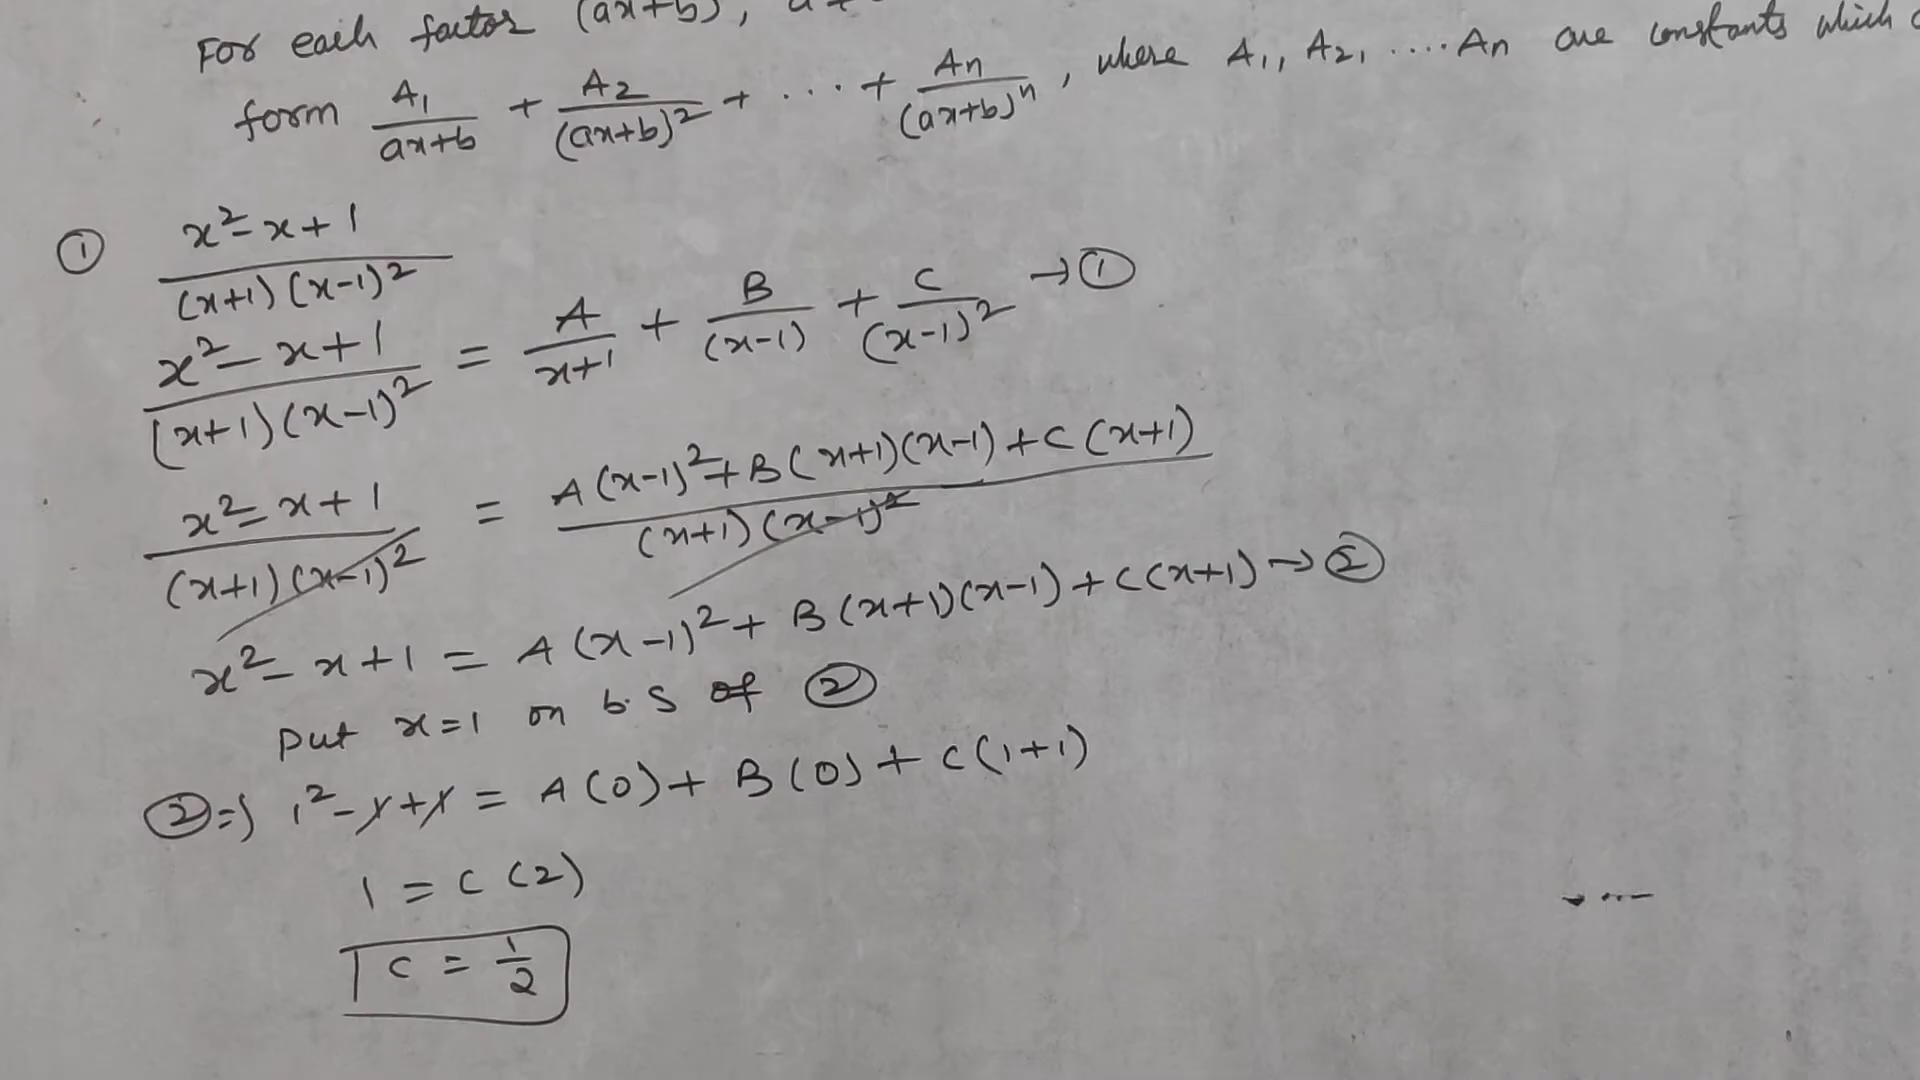 For each factor (ax+b),
form A₁/(ax+b) + A₂/(ax+b)² + ... + Aₙ/(ax+b)ⁿ, where A₁, A₂, .... Aₙ are constants which
① (x²-x+1)/((x+1)(x-1)²)
(x²-x+1)/((x+1)(x-1)²) = A/(x+1) + B/(x-1) + C/(x-1)² → ①
(x²-x+1)/((x+1)(x-1)²) = (A(x-1)²+B(x+1)(x-1)+C(x+1))/((x+1)(x-1)²)
x²-x+1 = A(x-1)²+B(x+1)(x-1)+C(x+1) → ②
put x=1 on b.s of ②
②⇒ 1²-1+1 = A(0)+B(0)+C(1+1)
1 = C(2)
C = 1/2